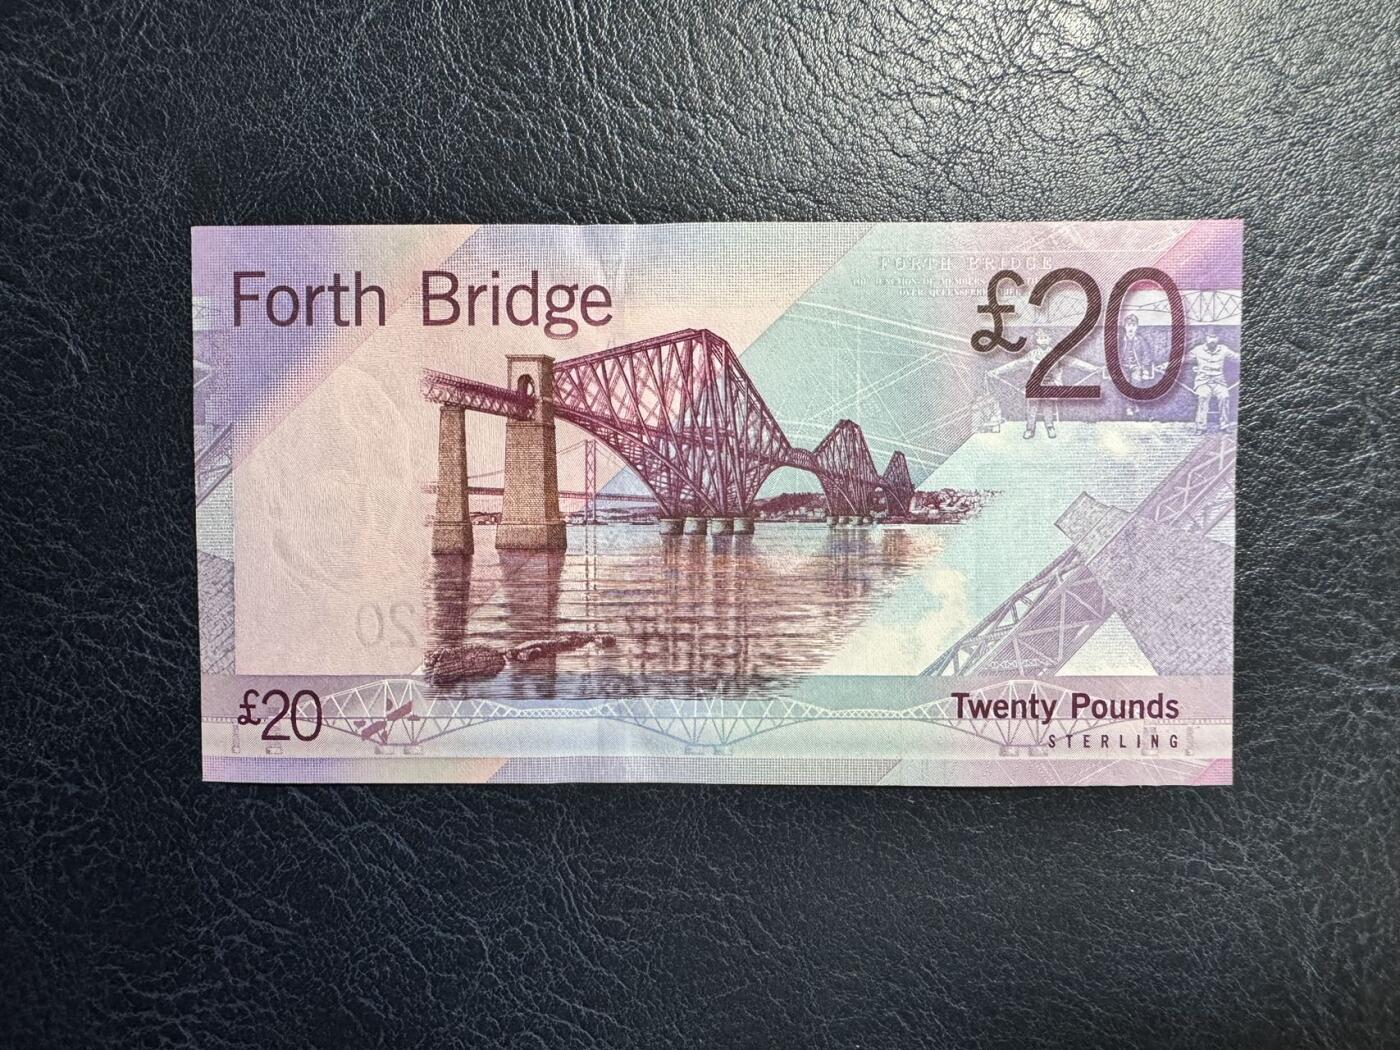 Forth Bridge
FORTH BRIDGE
£20
£20
Twenty Pounds
STERLING